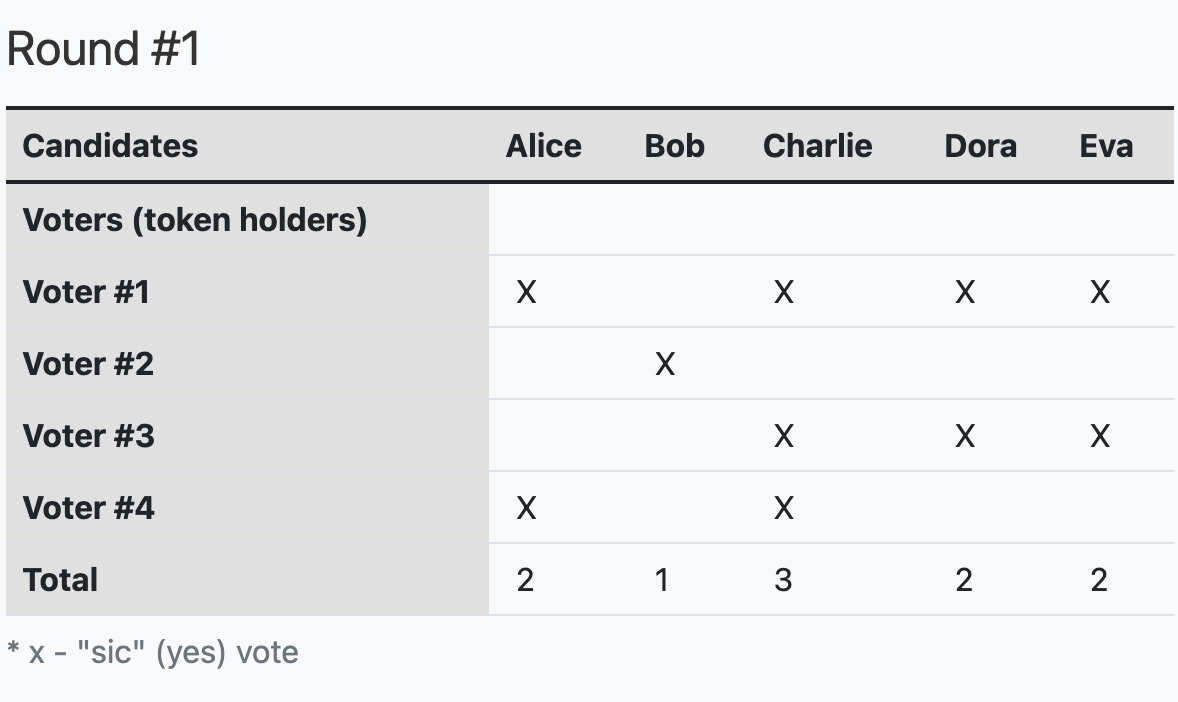 Round #1
Candidates Alice Bob Charlie Dora Eva
Voters (token holders)
Voter #1 X X X X
Voter #2 X
Voter #3 X X X
Voter #4 X X
Total 2 1 3 2 2
* x - "sic" (yes) vote